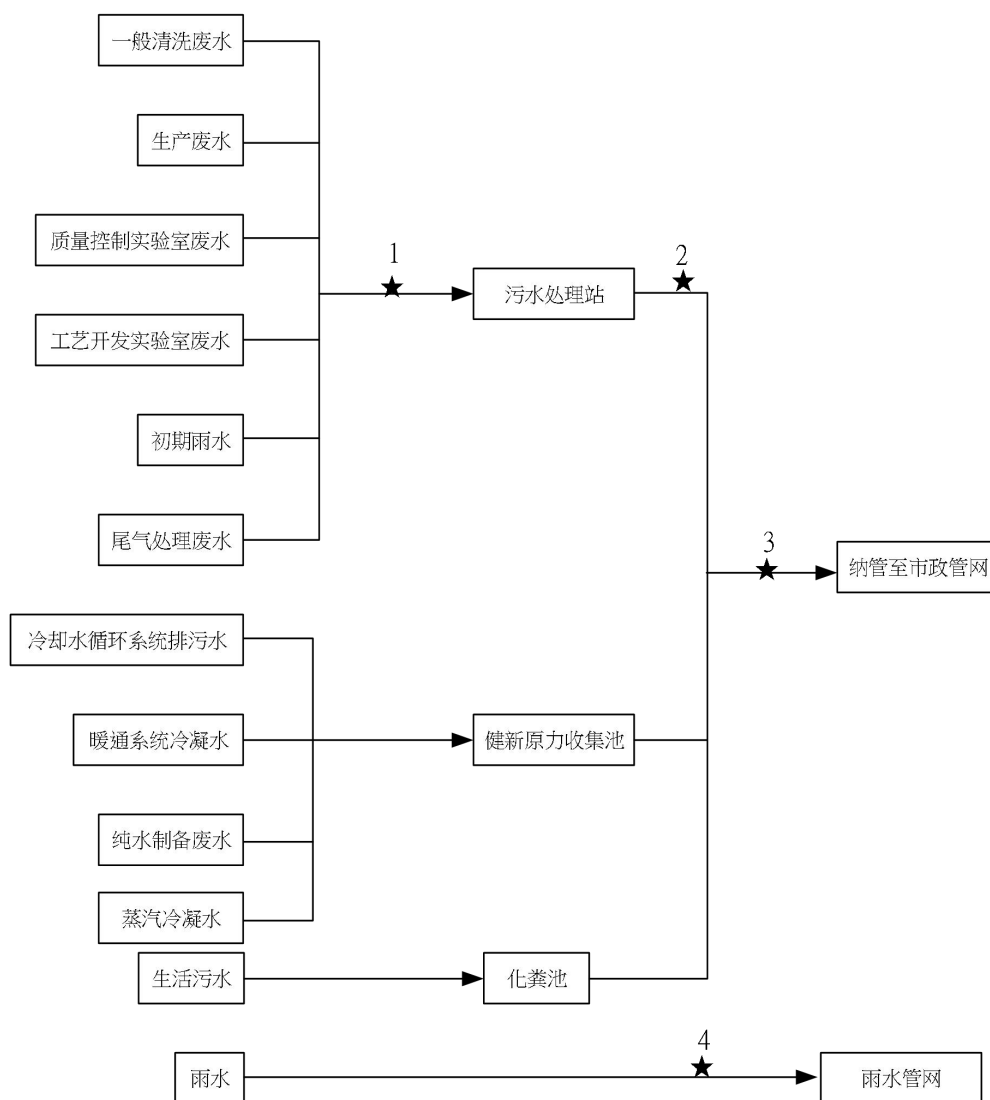 一般清洗废水
生产废水
质量控制实验室废水
工艺开发实验室废水
初期雨水
尾气处理废水
1
污水处理站
2
3
纳管至市政管网
冷却水循环系统排污水
暖通系统冷凝水
纯水制备废水
蒸汽冷凝水
健新原力收集池
生活污水
化粪池
雨水
4
雨水管网